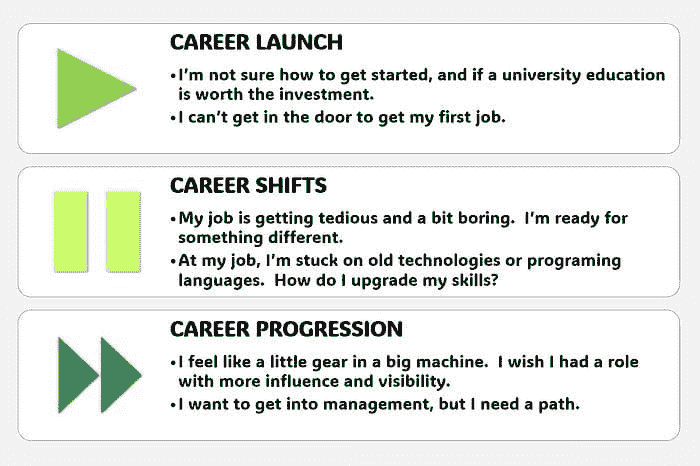 CAREER LAUNCH
•I'm not sure how to get started, and if a university education
is worth the investment.
•I can't get in the door to get my first job.
CAREER SHIFTS
•My job is getting tedious and a bit boring.  I'm ready for
something different.
•At my job, I'm stuck on old technologies or programing
languages.  How do I upgrade my skills?
CAREER PROGRESSION
•I feel like a little gear in a big machine.  I wish I had a role
with more influence and visibility.
•I want to get into management, but I need a path.